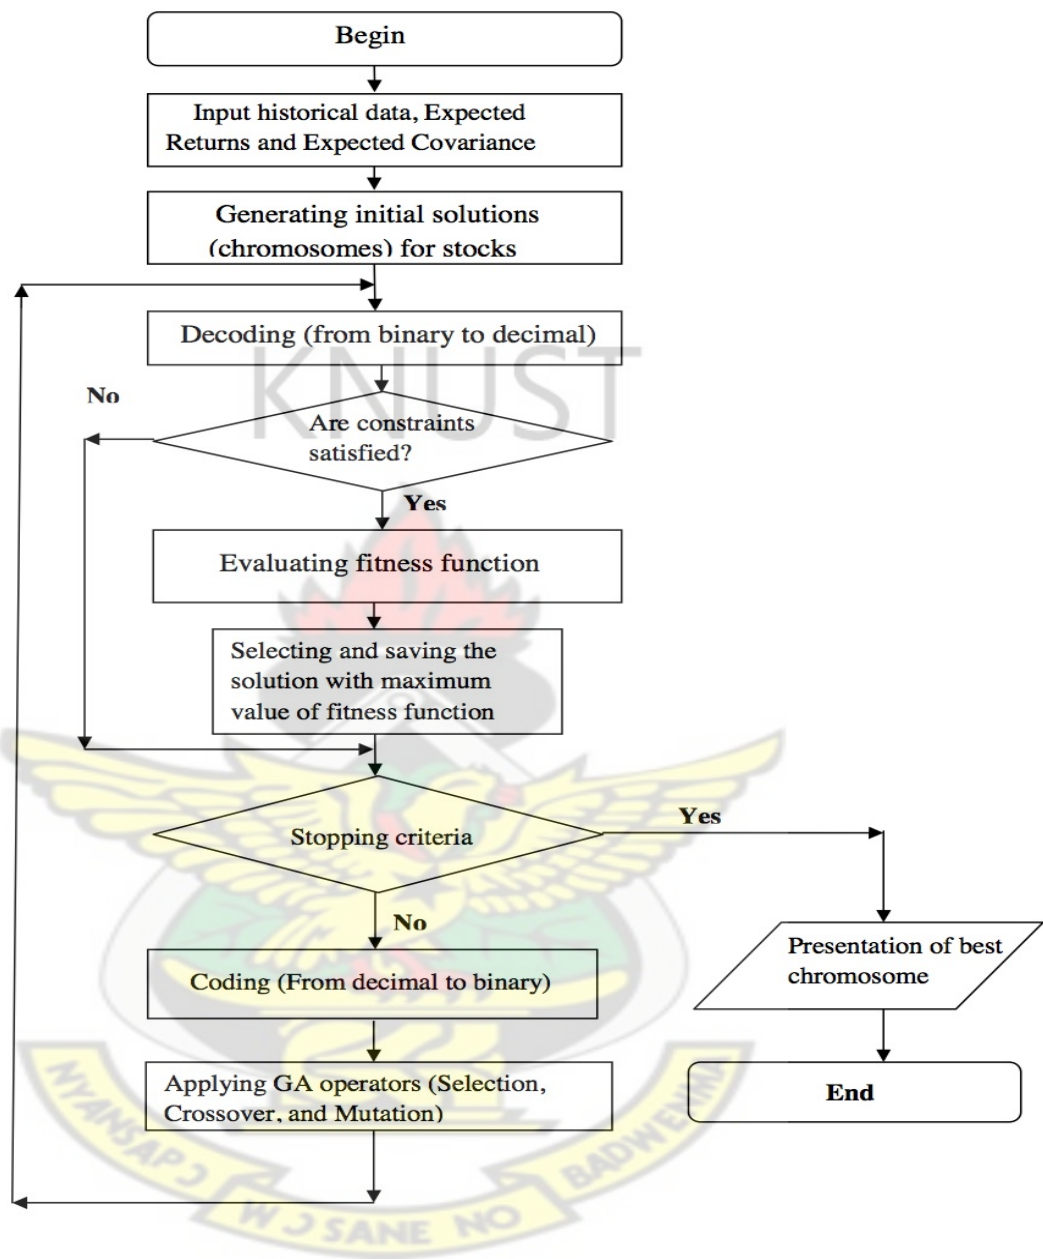 Begin
Input historical data, Expected
Returns and Expected Covariance
Generating initial solutions
(chromosomes) for stocks
Decoding (from binary to decimal)
KNUST
No
Are constraints
satisfied?
Yes
Evaluating fitness function
Selecting and saving the
solution with maximum
value of fitness function
Stopping criteria
Yes
No
Presentation of best
chromosome
Coding (From decimal to binary)
Applying GA operators (Selection,
Crossover, and Mutation)
End
NYANSAPƆ
WƆSANE NO
BADWENMA